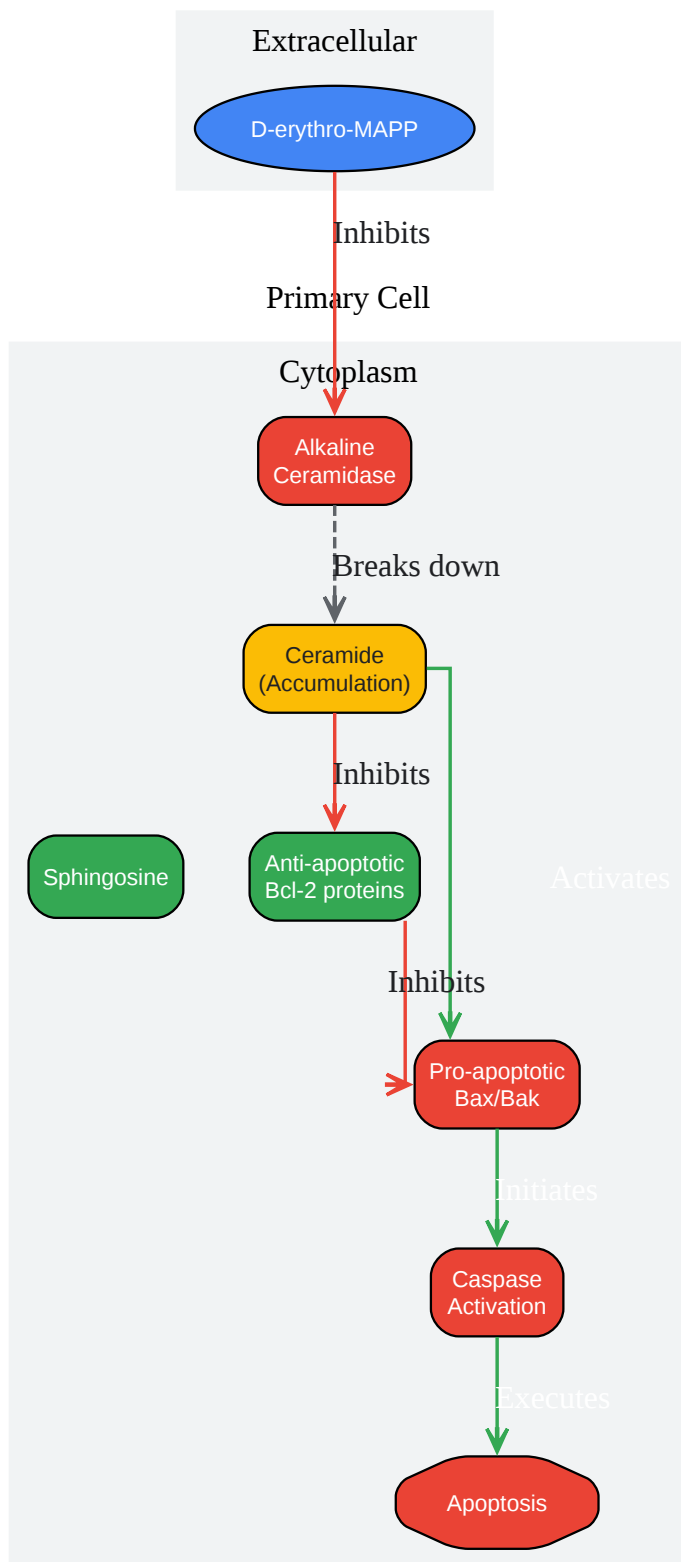 Extracellular
D-erythro-MAPP
Inhibits
Primary Cell
Cytoplasm
Alkaline
Ceramidase
Breaks down
Ceramide
(Accumulation)
Inhibits
Sphingosine
Anti-apoptotic
Bcl-2 proteins
Activates
Inhibits
Pro-apoptotic
Bax/Bak
Initiates
Caspase
Activation
Executes
Apoptosis